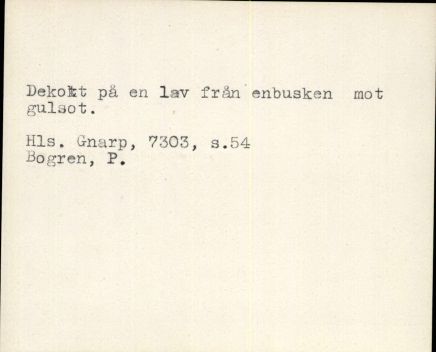 Dekokt på en lav från enbusken mot
gulsot.
Hls. Gnarp, 7303, s.54
Bogren, P.